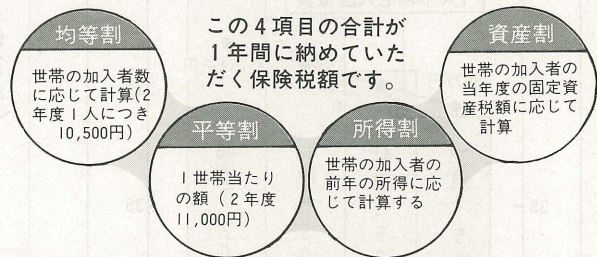 この4項目の合計が
1年間に納めていた
だく保険税額です。
均等割
世帯の加入者数
に応じて計算(2
年度1人につき
10,500円)
平等割
1世帯当たり
の額(2年度
11,000円)
所得割
世帯の加入者の
前年の所得に応
じて計算する
資産割
世帯の加入者の
当年度の固定資
産税額に応じて
計算